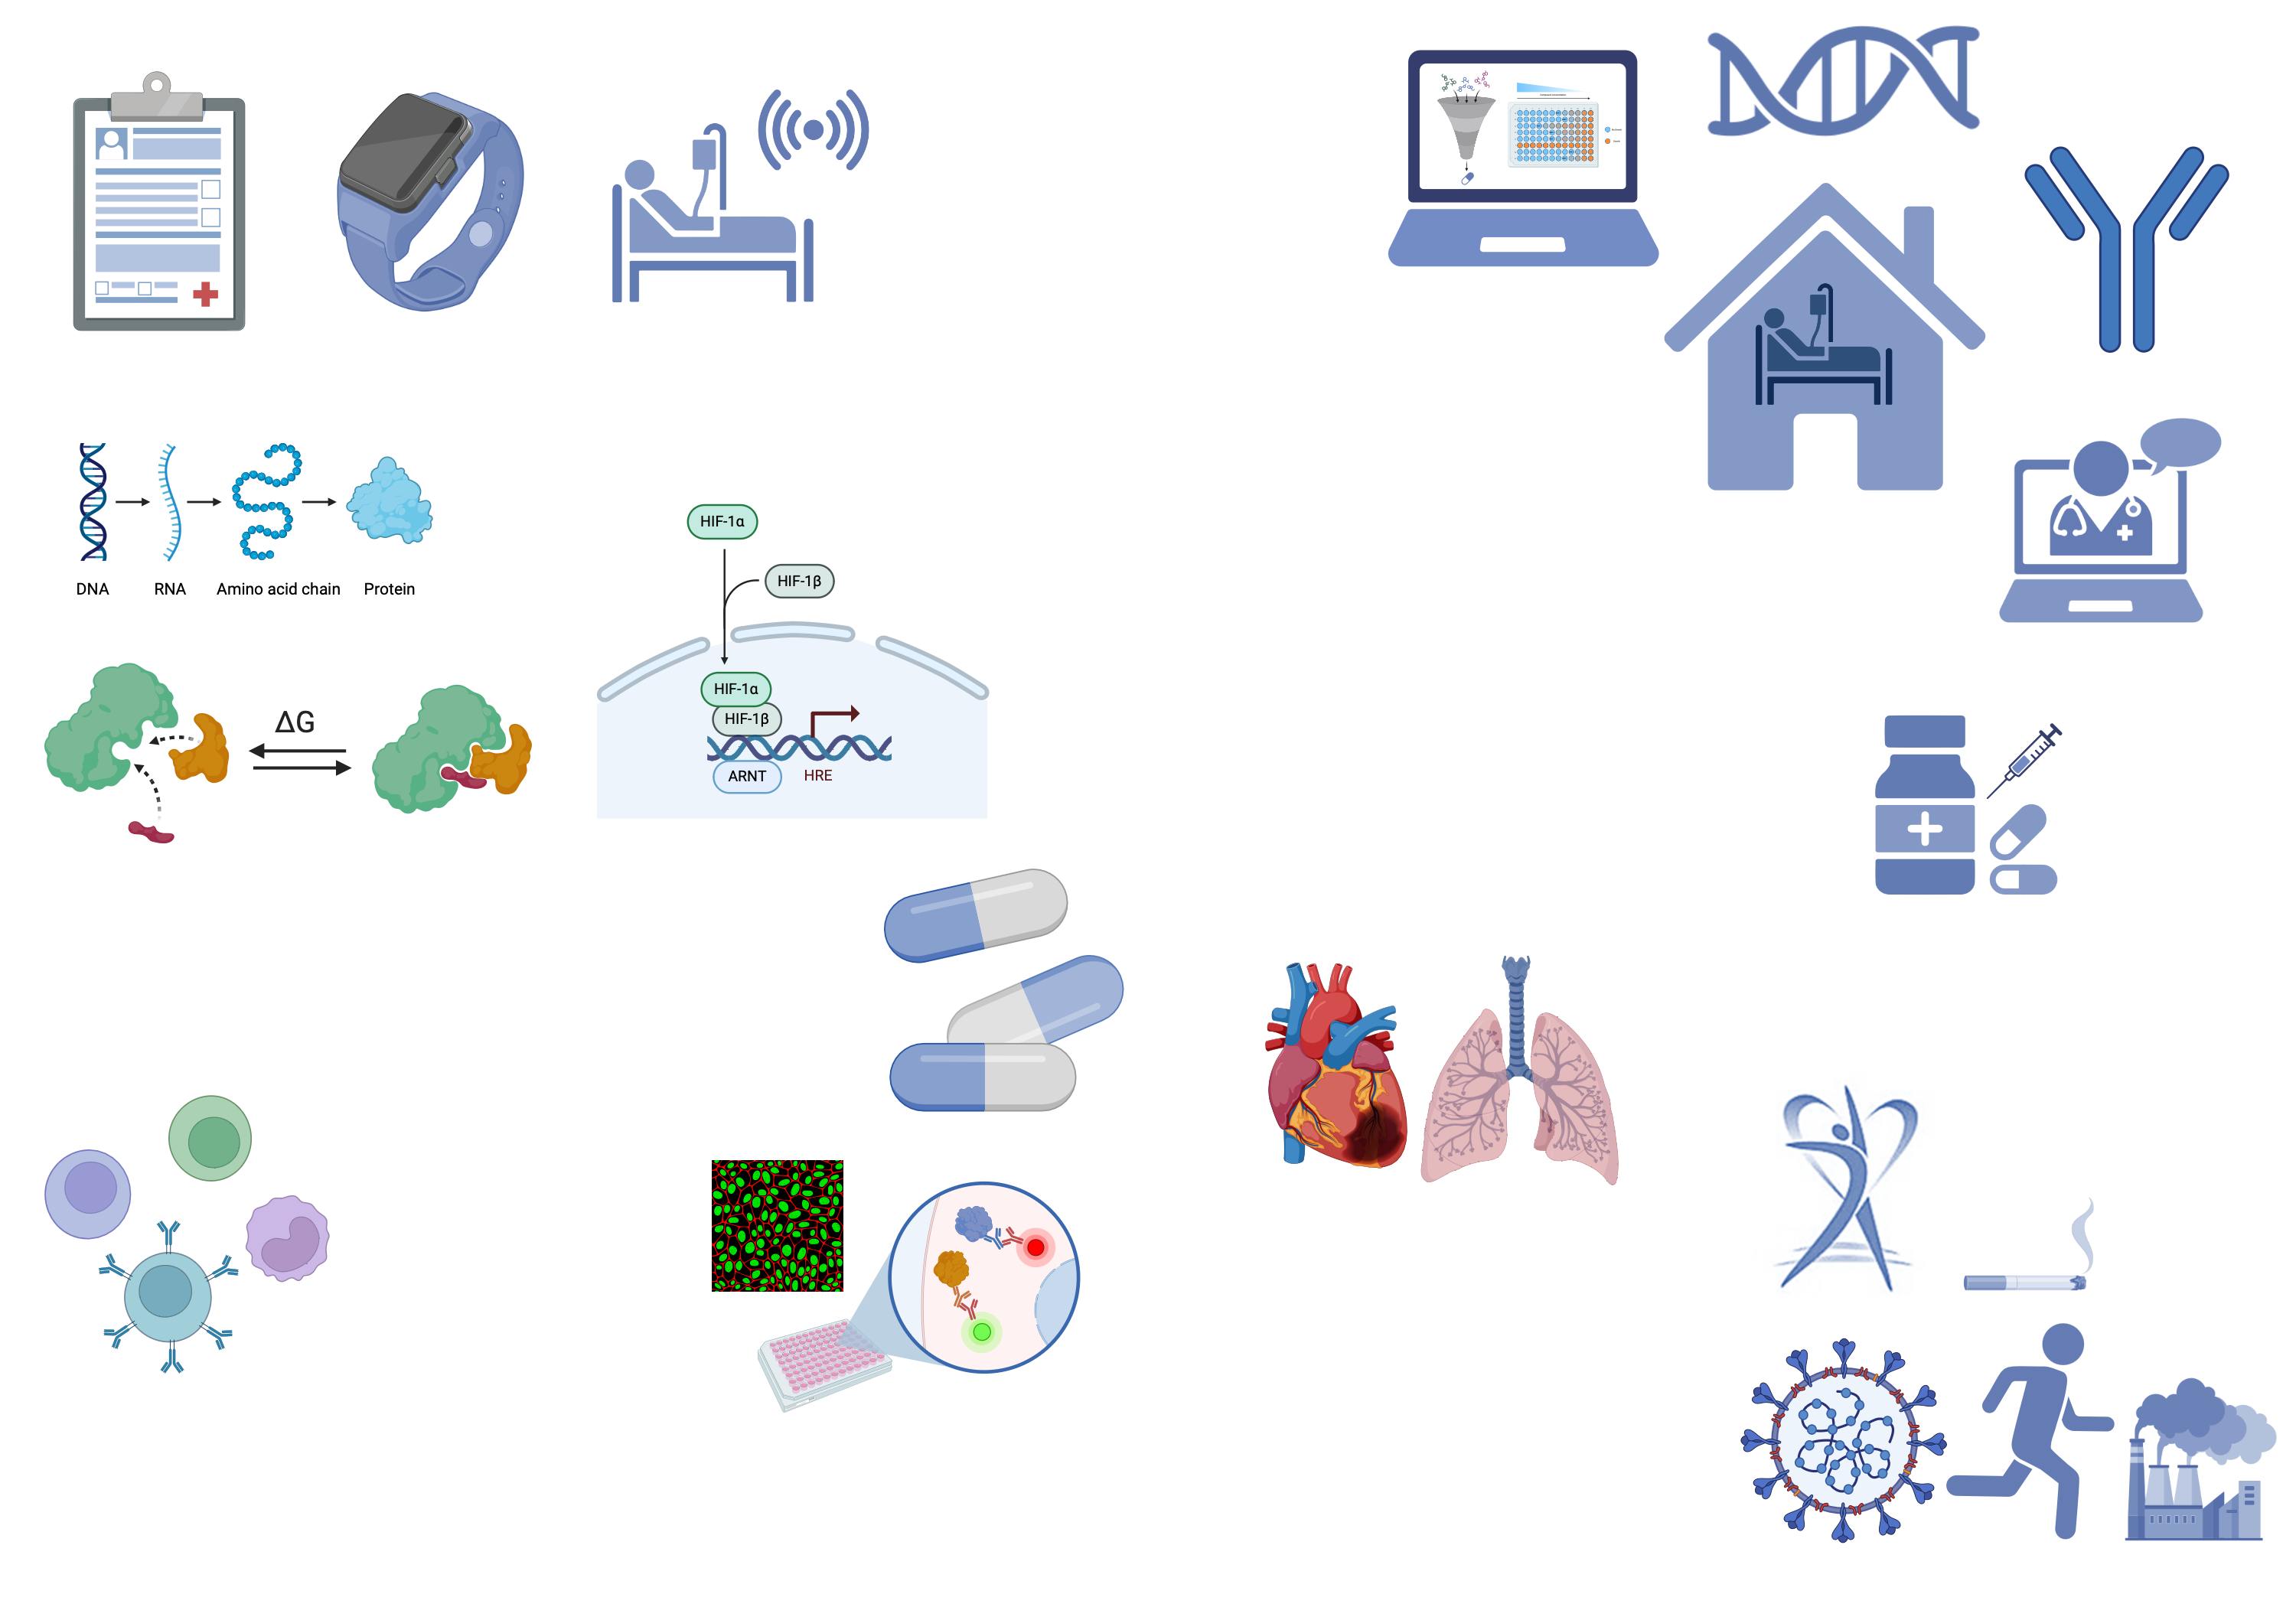 DNA
RNA
Amino acid chain
Protein
HIF-1α
HIF-1β
ΔG
HIF-1α
HIF-1β
ARNT
HRE